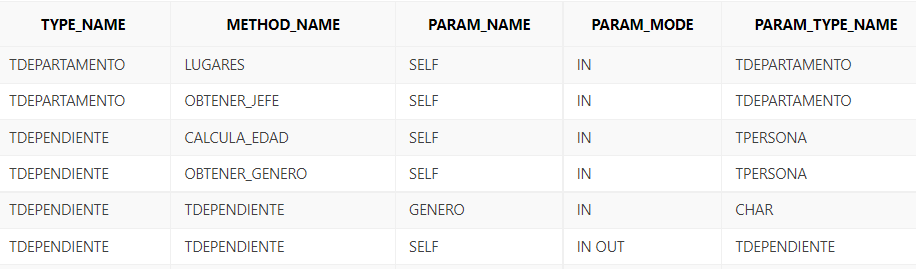 TYPE_NAME METHOD_NAME PARAM_NAME PARAM_MODE PARAM_TYPE_NAME
TDEPARTAMENTO LUGARES SELF IN TDEPARTAMENTO
TDEPARTAMENTO OBTENER_JEFE SELF IN TDEPARTAMENTO
TDEPENDIENTE CALCULA_EDAD SELF IN TPERSONA
TDEPENDIENTE OBTENER_GENERO SELF IN TPERSONA
TDEPENDIENTE TDEPENDIENTE GENERO IN CHAR
TDEPENDIENTE TDEPENDIENTE SELF IN OUT TDEPENDIENTE